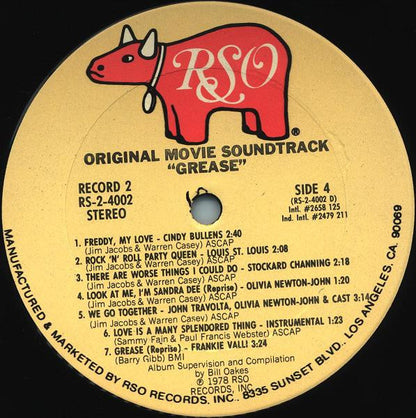 RSO
®
ORIGINAL MOVIE SOUNDTRACK
"GREASE"
RECORD 2
RS-2-4002
STEREO
SIDE 4
(RS-2-4002 D)
Intl. #2658 125
Ind. Intl. #2479 211
1. FREDDY, MY LOVE - CINDY BULLENS 2:40
(Jim Jacobs & Warren Casey) ASCAP
2. ROCK 'N' ROLL PARTY QUEEN - LOUIS ST. LOUIS 2:08
(Jim Jacobs & Warren Casey) ASCAP
3. THERE ARE WORSE THINGS I COULD DO - STOCKARD CHANNING 2:18
(Jim Jacobs & Warren Casey) ASCAP
4. LOOK AT ME, I'M SANDRA DEE (Reprise) - OLIVIA NEWTON-JOHN 1:20
(Jim Jacobs & Warren Casey) ASCAP
5. WE GO TOGETHER - JOHN TRAVOLTA, OLIVIA NEWTON-JOHN & CAST 3:14
(Jim Jacobs & Warren Casey) ASCAP
6. LOVE IS A MANY SPLENDORED THING - INSTRUMENTAL 1:23
(Sammy Fain & Paul Francis Webster) ASCAP
7. GREASE (Reprise) - FRANKIE VALLI 3:21
(Barry Gibb) BMI
Album Supervision and Compilation
by Bill Oakes
℗ 1978 RSO
RECORDS, INC.
MANUFACTURED & MARKETED BY RSO RECORDS, INC., 8335 SUNSET BLVD., LOS ANGELES, CA. 90069